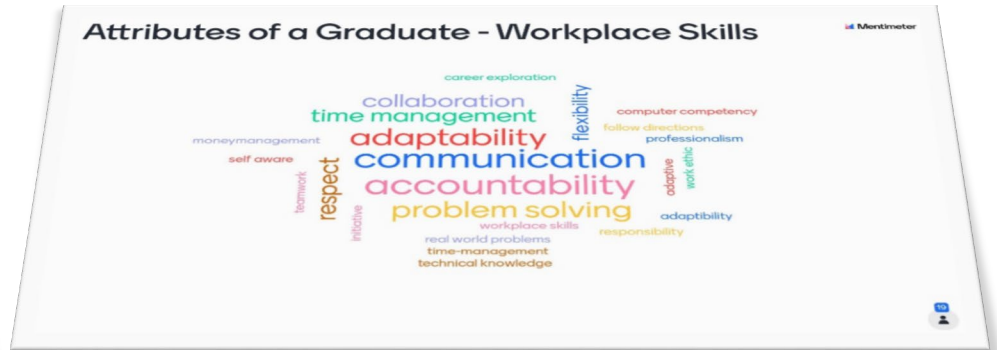 Attributes of a Graduate - Workplace Skills
Mentimeter
career exploration
collaboration
flexibility
time management
computer competency
follow directions
moneymanagement
adaptability
professionalism
self aware
communication
adaptive
work ethic
teamwork
respect
accountability
initiative
problem solving
adaptibility
workplace skills
responsibility
real world problems
time-management
technical knowledge
19